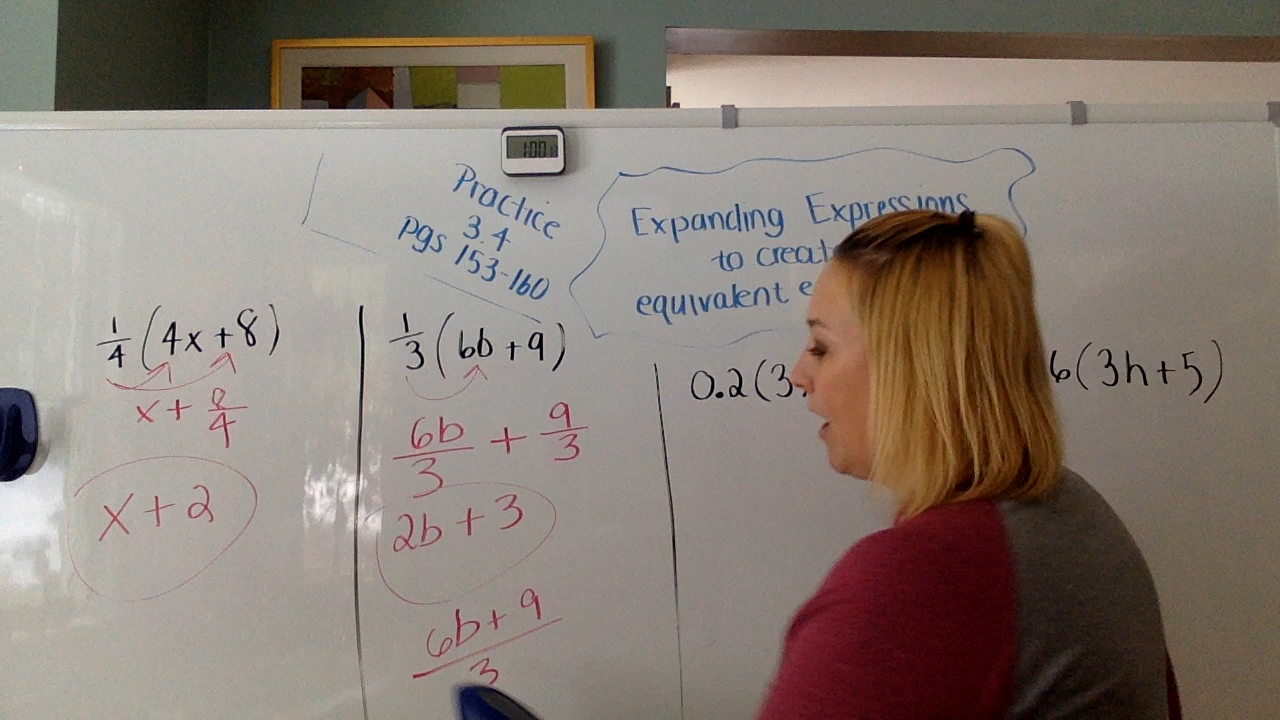 100
Practice
3.4
Pgs 153-160
Expanding Expressions
to creat
equivalent e
1/4 (4x + 8)
x + 8/4
x + 2
1/3 (6b + 9)
6b/3 + 9/3
2b + 3
6b + 9 / 3
0.2(3
6(3h + 5)